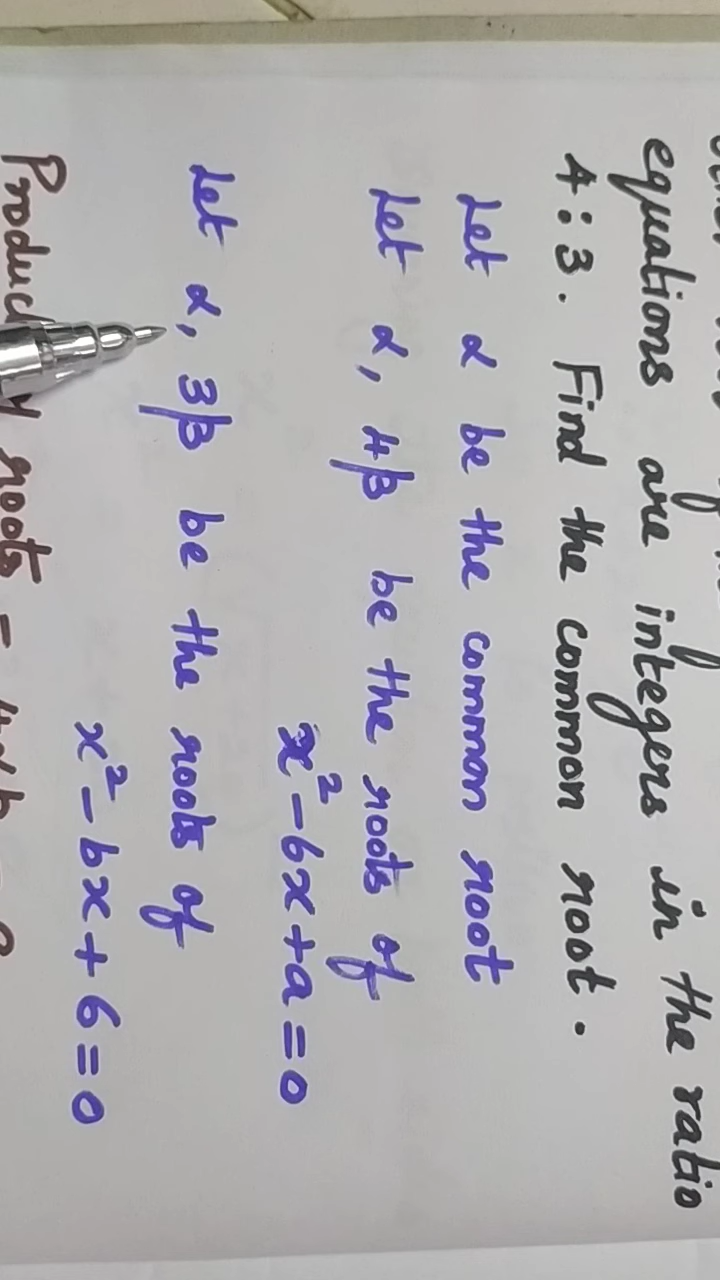 equations are integers in the ratio
4 : 3. Find the common root.
Let α be the common root
Let α, 4β be the roots of
x² - 6x + a = 0
Let α, 3β be the roots of
x² - bx + 6 = 0
roots =